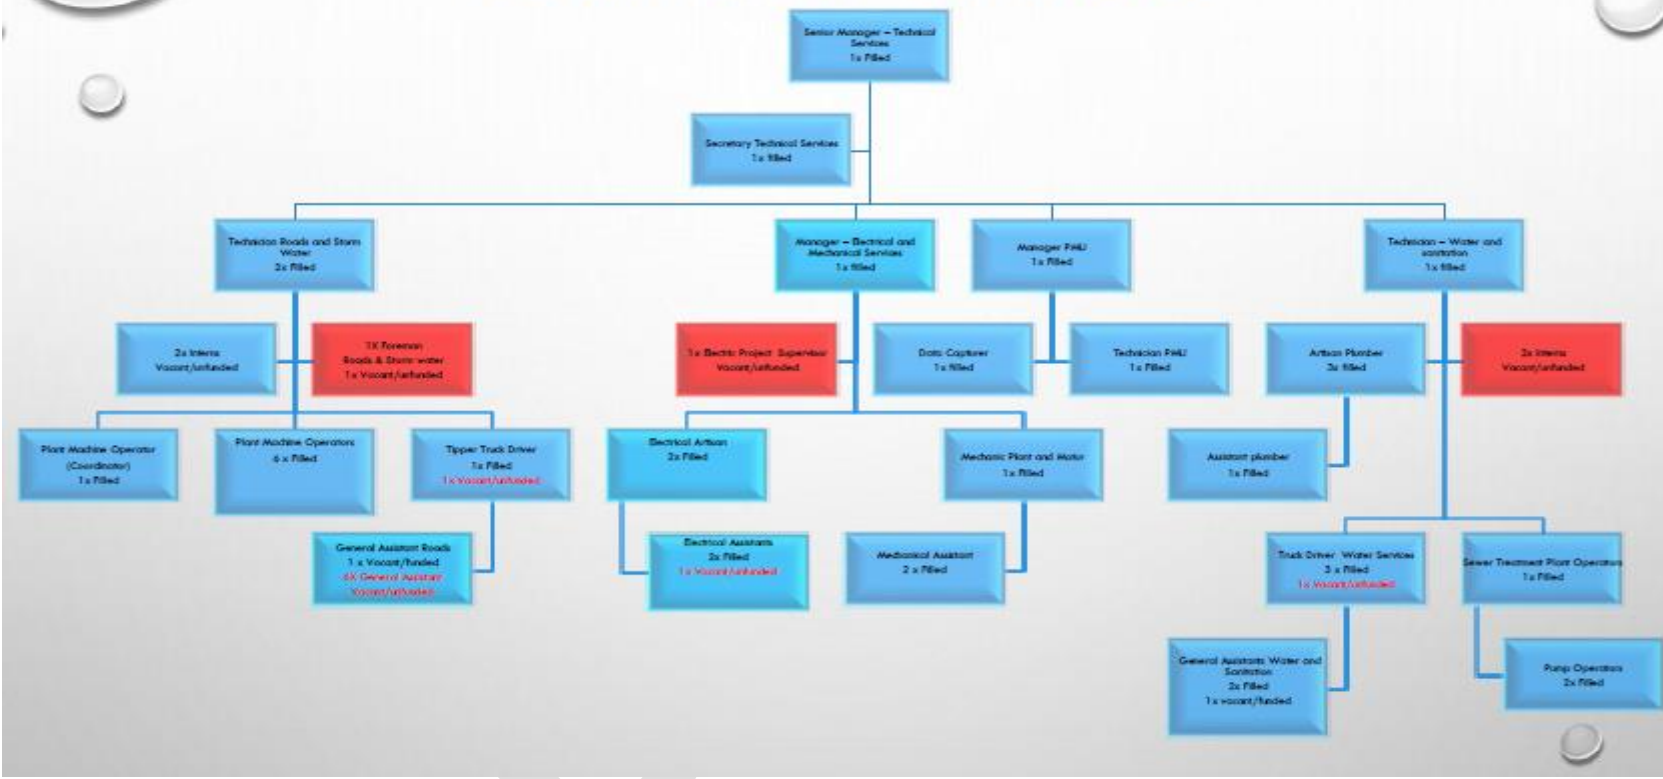 Senior Manager – Technical
Services
1x Filled
Secretary Technical Services
1x filled
Technician Roads and Storm
Water
2x Filled
Manager – Electrical and
Mechanical Services
1x filled
Manager PMU
1x Filled
Technician – Water and
sanitation
1x filled
2x Interns
Vacant/unfunded
1X Foreman
Roads & Storm water
1x Vacant/unfunded
1x Electric Project Supervisor
Vacant/unfunded
Data Capturer
1x filled
Technician PMU
1x Filled
Artisan Plumber
3x filled
2x Interns
Vacant/unfunded
Plant Machine Operator
(Coordinator)
1x Filled
Plant Machine Operators
6 x Filled
Tipper Truck Driver
1x Filled
1x Vacant/unfunded
Electrical Artisan
2x Filled
Mechanic Plant and Motor
1x Filled
Assistant plumber
1x Filled
General Assistant Roads
1 x Vacant/funded
6X General Assistant
Vacant/unfunded
Electrical Assistants
2x Filled
1x Vacant/unfunded
Mechanical Assistant
2 x Filled
Truck Driver Water Services
3 x Filled
1x Vacant/unfunded
Sewer Treatment Plant Operators
1x Filled
General Assistants Water and
Sanitation
2x Filled
1x vacant/funded
Pump Operators
2x Filled